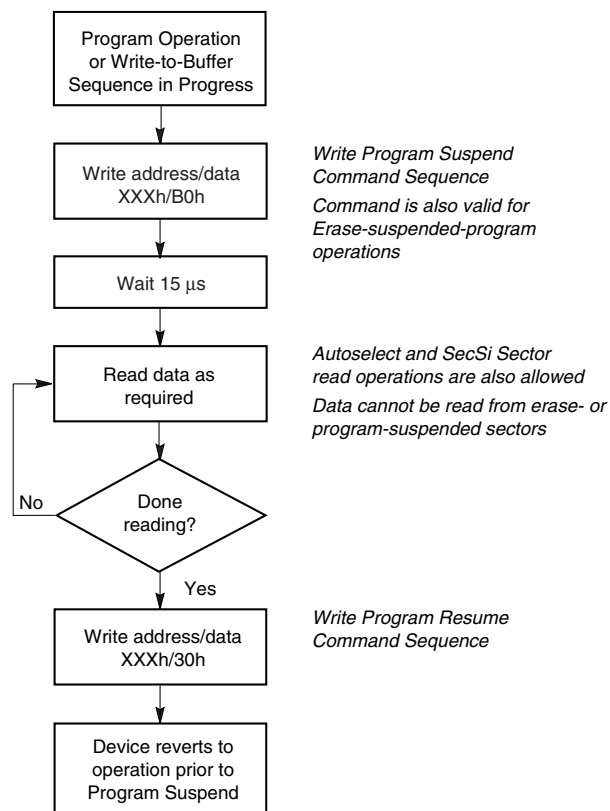 Program Operation
or Write-to-Buffer
Sequence in Progress
Write address/data
XXXh/B0h
Write Program Suspend
Command Sequence
Command is also valid for
Erase-suspended-program
operations
Wait 15 μs
Read data as
required
Autoselect and SecSi Sector
read operations are also allowed
Data cannot be read from erase- or
program-suspended sectors
Done
reading?
No
Yes
Write address/data
XXXh/30h
Write Program Resume
Command Sequence
Device reverts to
operation prior to
Program Suspend